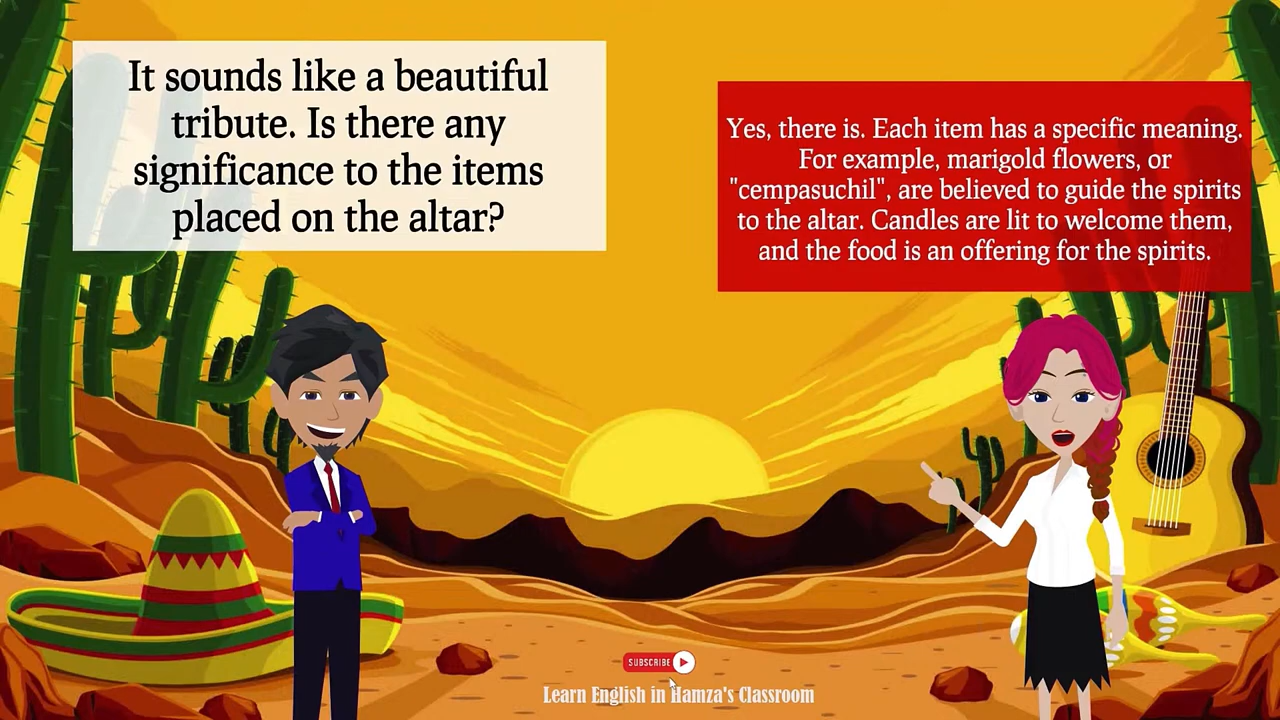 It sounds like a beautiful
tribute. Is there any
significance to the items
placed on the altar?
Yes, there is. Each item has a specific meaning.
For example, marigold flowers, or
"cempasuchil", are believed to guide the spirits
to the altar. Candles are lit to welcome them,
and the food is an offering for the spirits.
SUBSCRIBE
Learn English in Hamza's Classroom